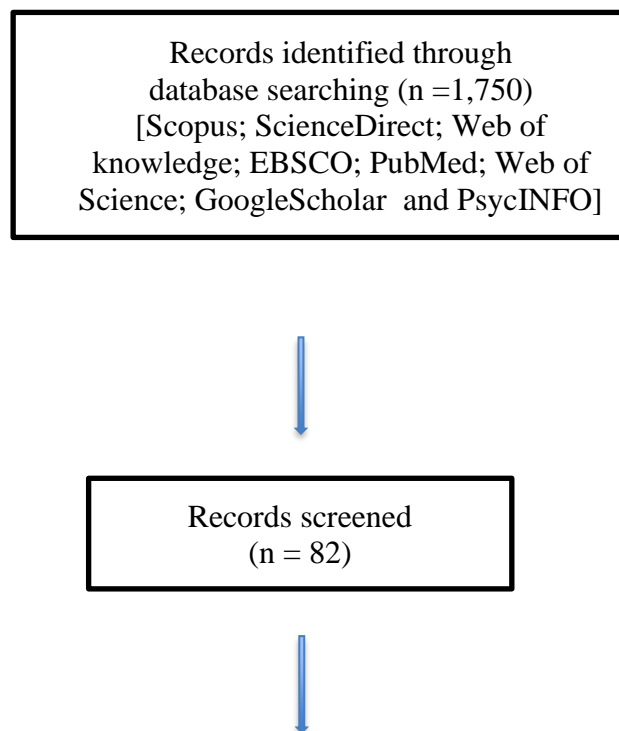 Records identified through
database searching (n =1,750)
[Scopus; ScienceDirect; Web of
knowledge; EBSCO; PubMed; Web of
Science; GoogleScholar and PsycINFO]
Records screened
(n = 82)